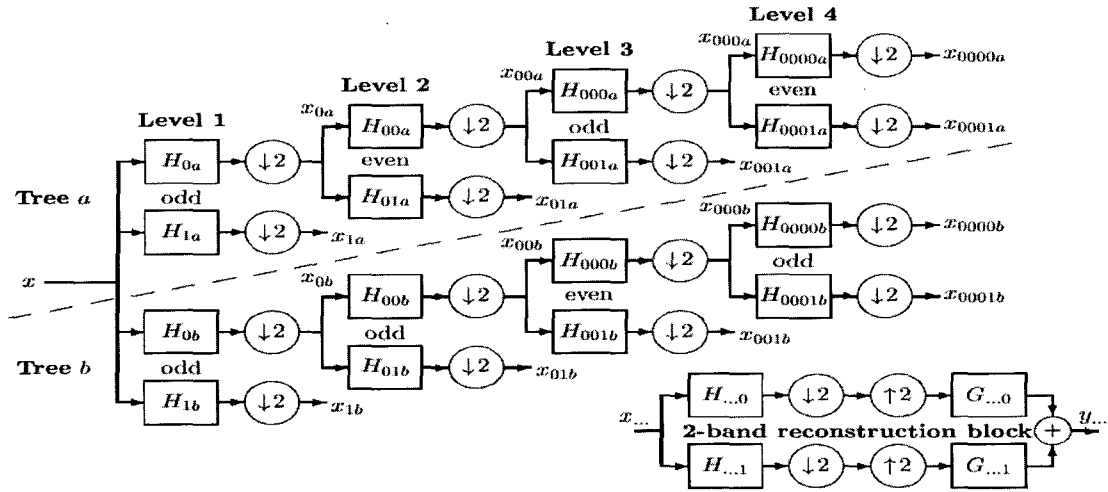 Level 4
x0000a
x000a
H0000a
↓2
even
H0001a
↓2
x0001a
Level 3
x00a
H000a
↓2
odd
H001a
↓2
x001a
Level 2
x0a
H00a
↓2
even
H01a
↓2
x01a
Level 1
H0a
↓2
odd
H1a
↓2
x1a
Tree a
x
x000b
H0000b
↓2
x0000b
odd
H0001b
↓2
x0001b
x00b
H000b
↓2
even
H001b
↓2
x001b
x0b
H00b
↓2
odd
H01b
↓2
x01b
H0b
↓2
odd
H1b
↓2
x1b
Tree b
H...0
↓2
↑2
G...0
x...
2-band reconstruction block
+
y...
H...1
↓2
↑2
G...1